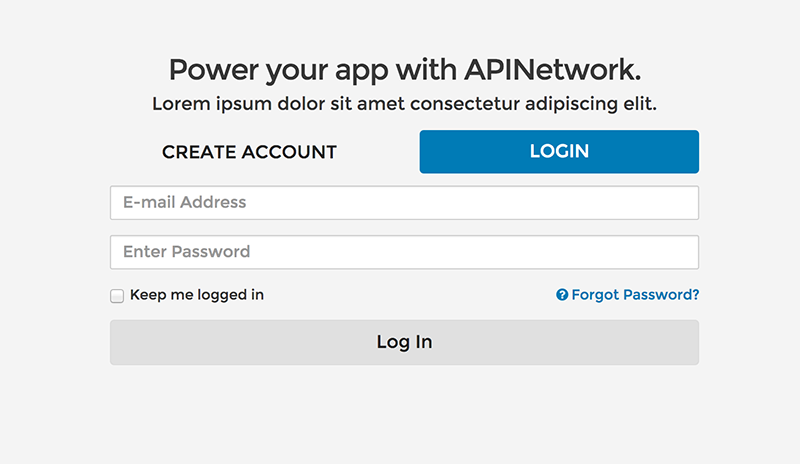 Power your app with APINetwork.
Lorem ipsum dolor sit amet consectetur adipiscing elit.
CREATE ACCOUNT LOGIN
E-mail Address
Enter Password
Keep me logged in ? Forgot Password?
Log In